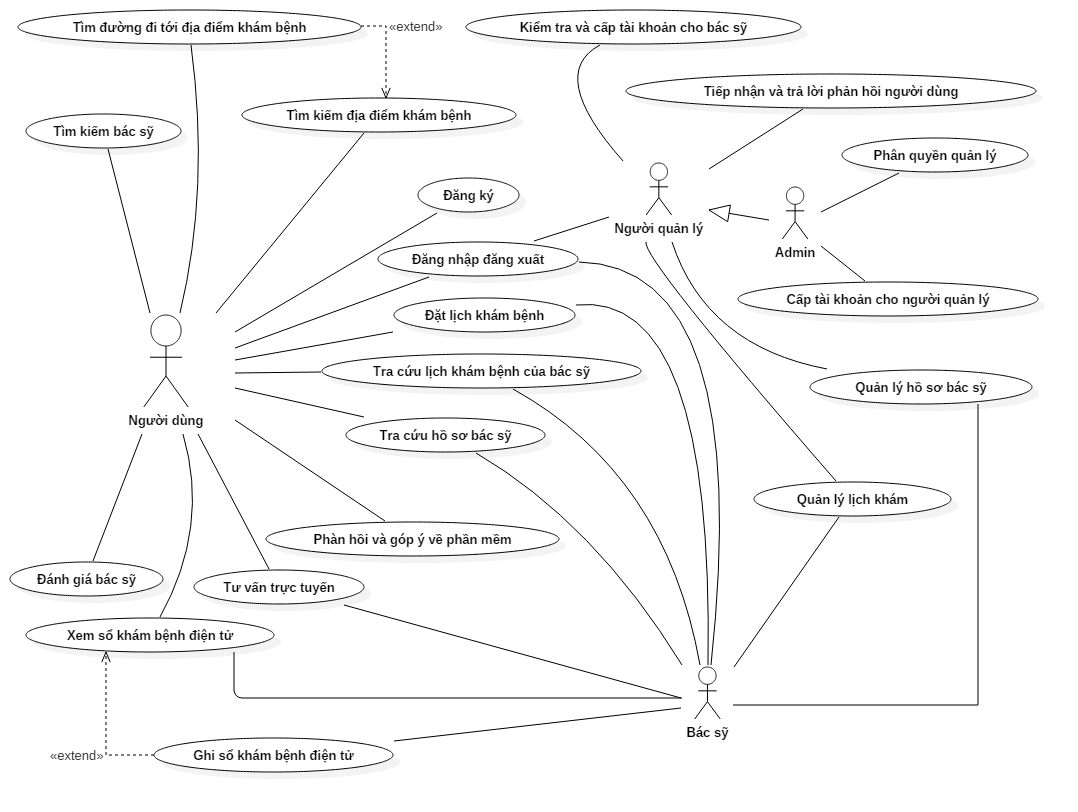 Tìm đường đi tới địa điểm khám bệnh
«extend»
Kiểm tra và cấp tài khoản cho bác sỹ
Tiếp nhận và trả lời phản hồi người dùng
Tìm kiếm địa điểm khám bệnh
Tìm kiếm bác sỹ
Phân quyền quản lý
Đăng ký
Người quản lý
Admin
Đăng nhập đăng xuất
Cấp tài khoản cho người quản lý
Đặt lịch khám bệnh
Tra cứu lịch khám bệnh của bác sỹ
Quản lý hồ sơ bác sỹ
Người dùng
Tra cứu hồ sơ bác sỹ
Quản lý lịch khám
Phàn hồi và góp ý về phần mềm
Đánh giá bác sỹ
Tư vấn trực tuyến
Xem sổ khám bệnh điện tử
Bác sỹ
«extend»
Ghi sổ khám bệnh điện tử